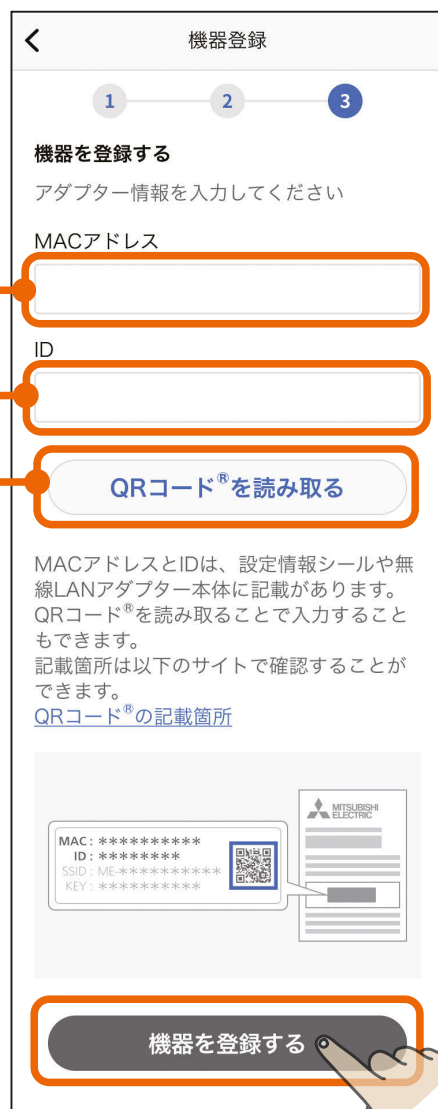 機器登録
1 2 3
機器を登録する
アダプター情報を入力してください
MACアドレス
ID
QRコード®を読み取る
MACアドレスとIDは、設定情報シールや無
線LANアダプター本体に記載があります。
QRコード®を読み取ることで入力すること
もできます。
記載箇所は以下のサイトで確認することが
できます。
QRコード®の記載箇所
MITSUBISHI
ELECTRIC
MAC : **********
ID : ********
SSID : ME-**********
KEY : **********
機器を登録する